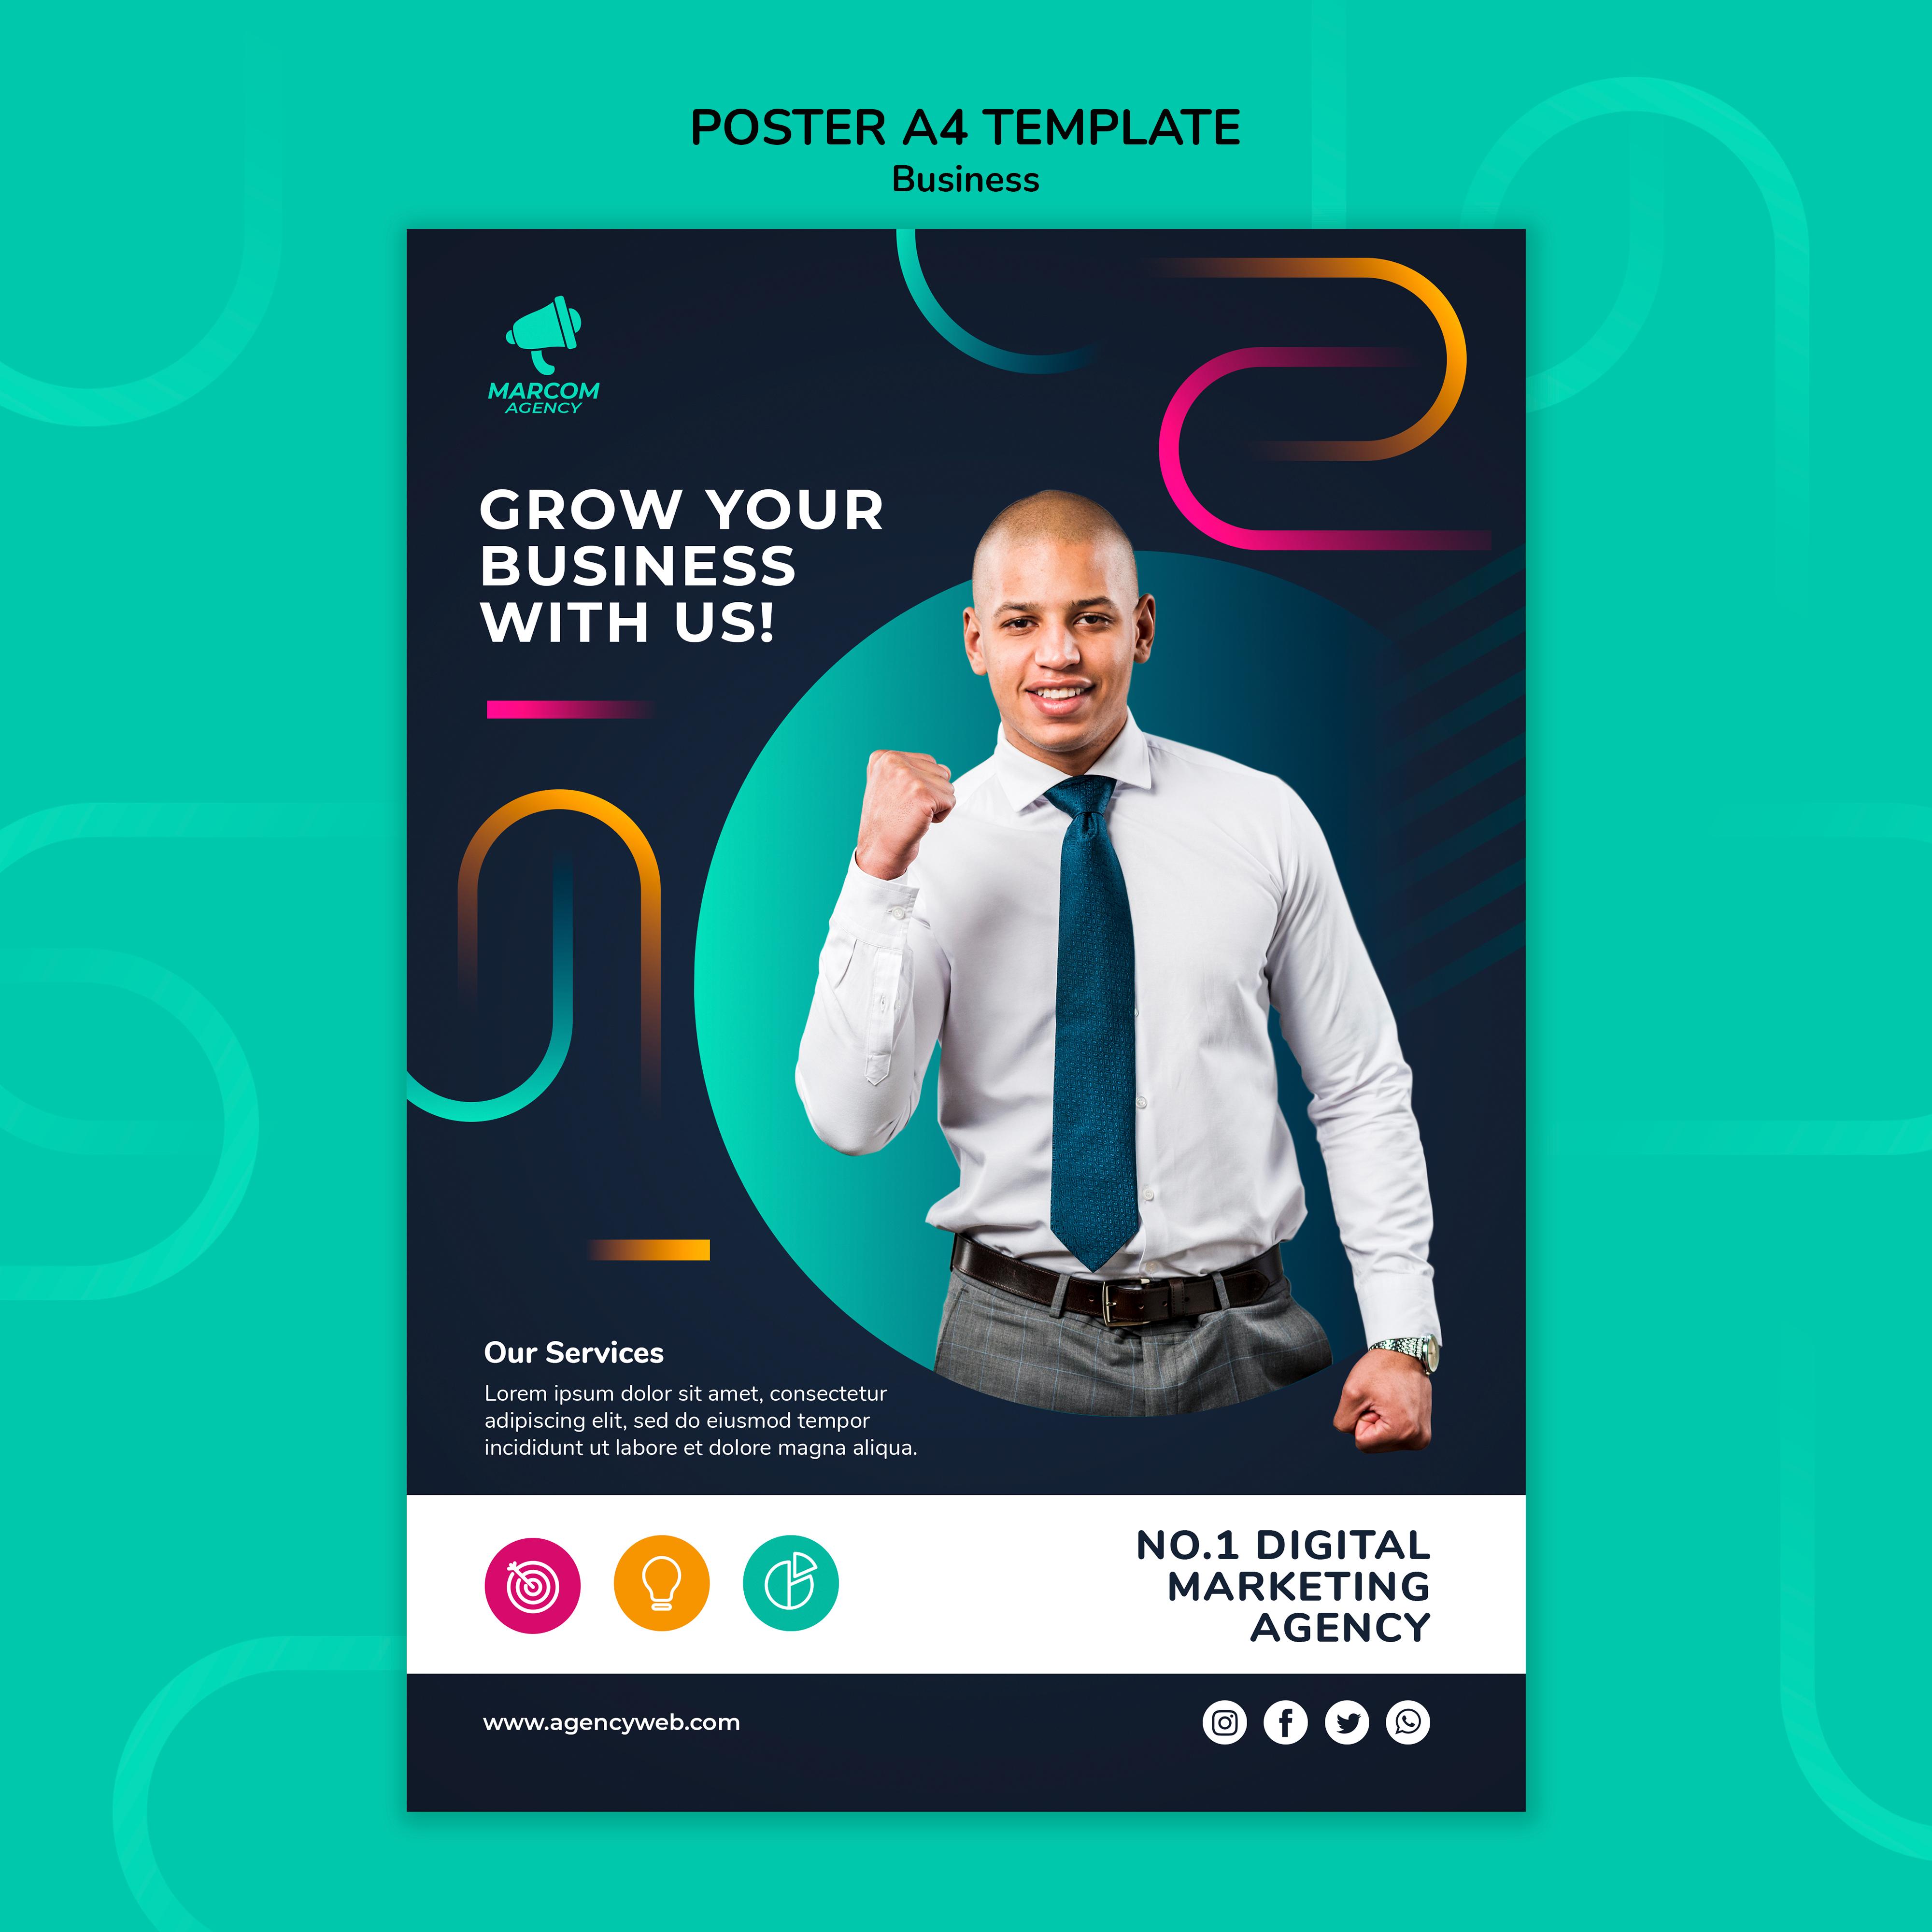 POSTER A4 TEMPLATE
Business
MARCOM
AGENCY
GROW YOUR
BUSINESS
WITH US!
Our Services
Lorem ipsum dolor sit amet, consectetur
adipiscing elit, sed do eiusmod tempor
incididunt ut labore et dolore magna aliqua.
NO.1 DIGITAL
MARKETING
AGENCY
www.agencyweb.com